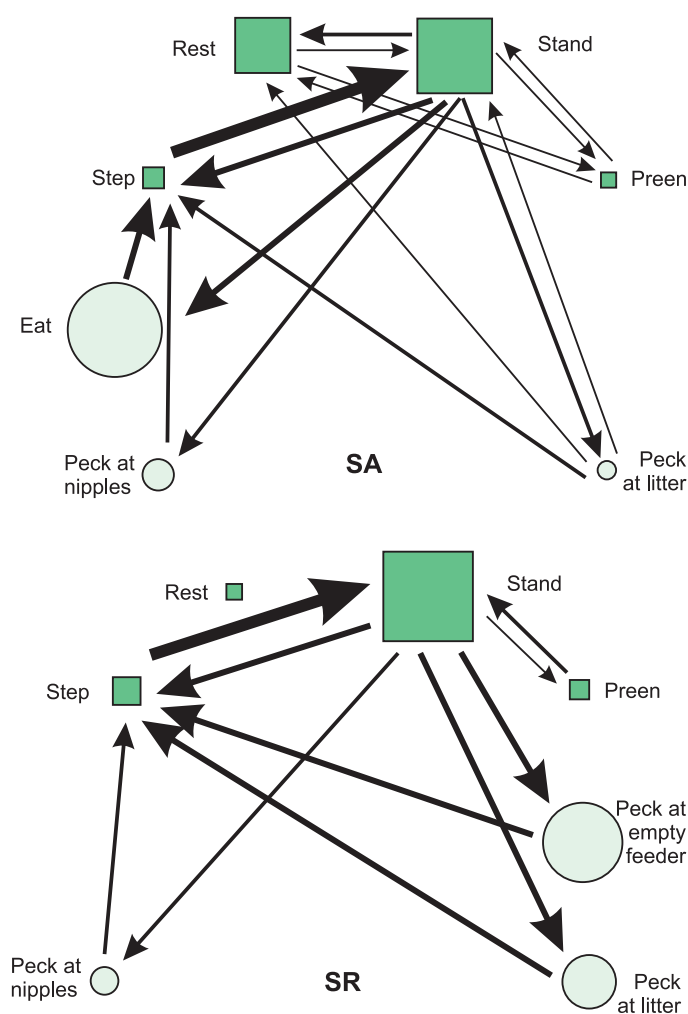 Rest
Stand
Step
Preen
Eat
Peck at
nipples
SA
Peck
at litter
Rest
Stand
Step
Preen
Peck at
empty
feeder
Peck at
nipples
SR
Peck
at litter